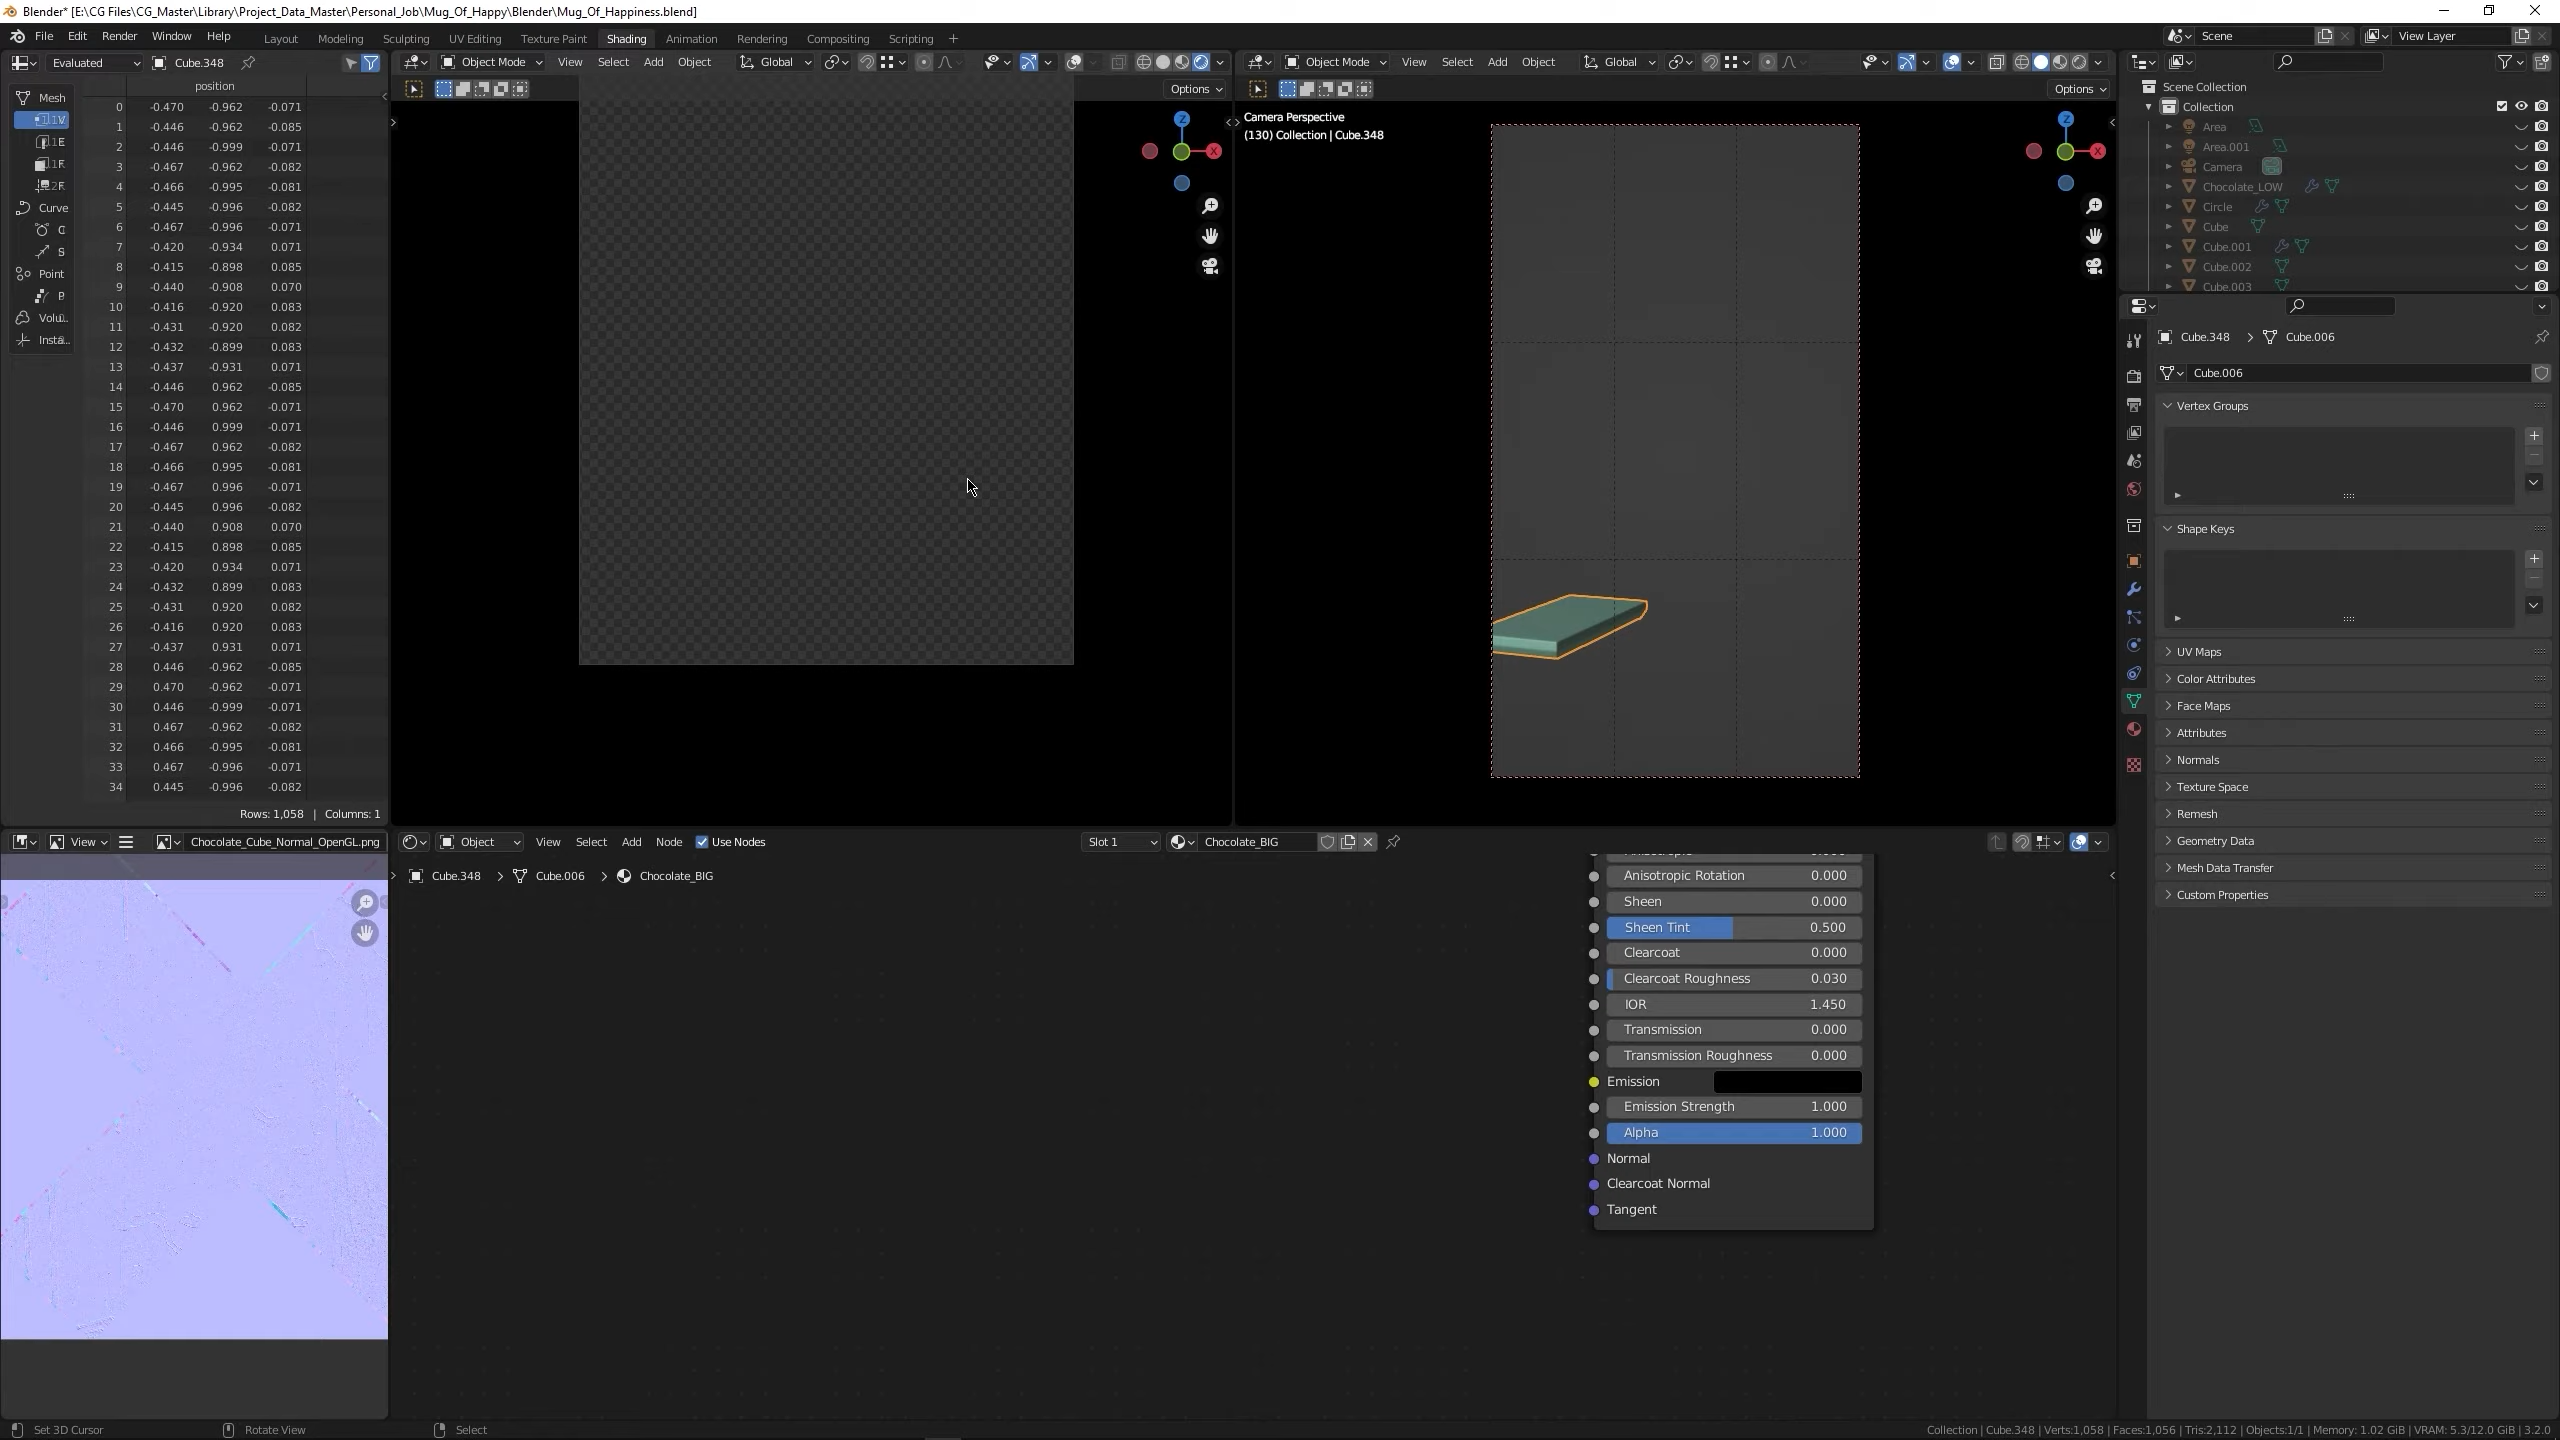 Blender* [E:\CG Files\CG_Master\Library\Project_Data_Master\Personal_Job\Mug_Of_Happy\Blender\Mug_Of_Happiness.blend]
File Edit Render Window Help Layout Modeling Sculpting UV Editing Texture Paint Shading Animation Rendering Compositing Scripting + Scene View Layer
Evaluated Cube.348
Object Mode View Select Add Object Global
Object Mode View Select Add Object Global
Options
Options
Mesh
Curve
Point
position
0 -0.470 -0.962 -0.071
1 -0.446 -0.962 -0.085
2 -0.446 -0.999 -0.071
3 -0.467 -0.962 -0.082
4 -0.466 -0.995 -0.081
5 -0.445 -0.996 -0.082
6 -0.467 -0.996 -0.071
7 -0.420 -0.934 0.071
8 -0.415 -0.898 0.085
9 -0.440 -0.908 0.070
10 -0.416 -0.920 0.083
11 -0.431 -0.920 0.082
12 -0.432 -0.899 0.083
13 -0.437 -0.931 0.071
14 -0.446 0.962 -0.085
15 -0.470 0.962 -0.071
16 -0.446 0.999 -0.071
17 -0.467 0.962 -0.082
18 -0.466 0.995 -0.081
19 -0.467 0.996 -0.071
20 -0.445 0.996 -0.082
21 -0.440 0.908 0.070
22 -0.415 0.898 0.085
23 -0.420 0.934 0.071
24 -0.432 0.899 0.083
25 -0.431 0.920 0.082
26 -0.416 0.920 0.083
27 -0.437 0.931 0.071
28 0.446 -0.962 -0.085
29 0.470 -0.962 -0.071
30 0.446 -0.999 -0.071
31 0.467 -0.962 -0.082
32 0.466 -0.995 -0.081
33 0.467 -0.996 -0.071
34 0.445 -0.996 -0.082
Rows: 1,058 | Columns: 1
Z
X
Camera Perspective
(130) Collection | Cube.348
Z
X
Scene Collection
Collection
Area
Area.001
Camera
Chocolate_LOW
Circle
Cube
Cube.001
Cube.002
Cube.003
Cube.348 > Cube.006
Cube.006
Vertex Groups
Shape Keys
UV Maps
Color Attributes
Face Maps
Attributes
Normals
Texture Space
Remesh
Geometry Data
Mesh Data Transfer
Custom Properties
View Chocolate_Cube_Normal_OpenGL.png
Object View Select Add Node Use Nodes Slot 1 Chocolate_BIG
Cube.348 > Cube.006 > Chocolate_BIG
Anisotropic Rotation 0.000
Sheen 0.000
Sheen Tint 0.500
Clearcoat 0.000
Clearcoat Roughness 0.030
IOR 1.450
Transmission 0.000
Transmission Roughness 0.000
Emission
Emission Strength 1.000
Alpha 1.000
Normal
Clearcoat Normal
Tangent
Set 3D Cursor Rotate View Select Collection | Cube.348 | Verts:1,058 | Faces:1,056 | Tris:2,112 | Objects:1/1 | Memory: 1.02 GiB | VRAM: 5.3/12.0 GiB | 3.2.0